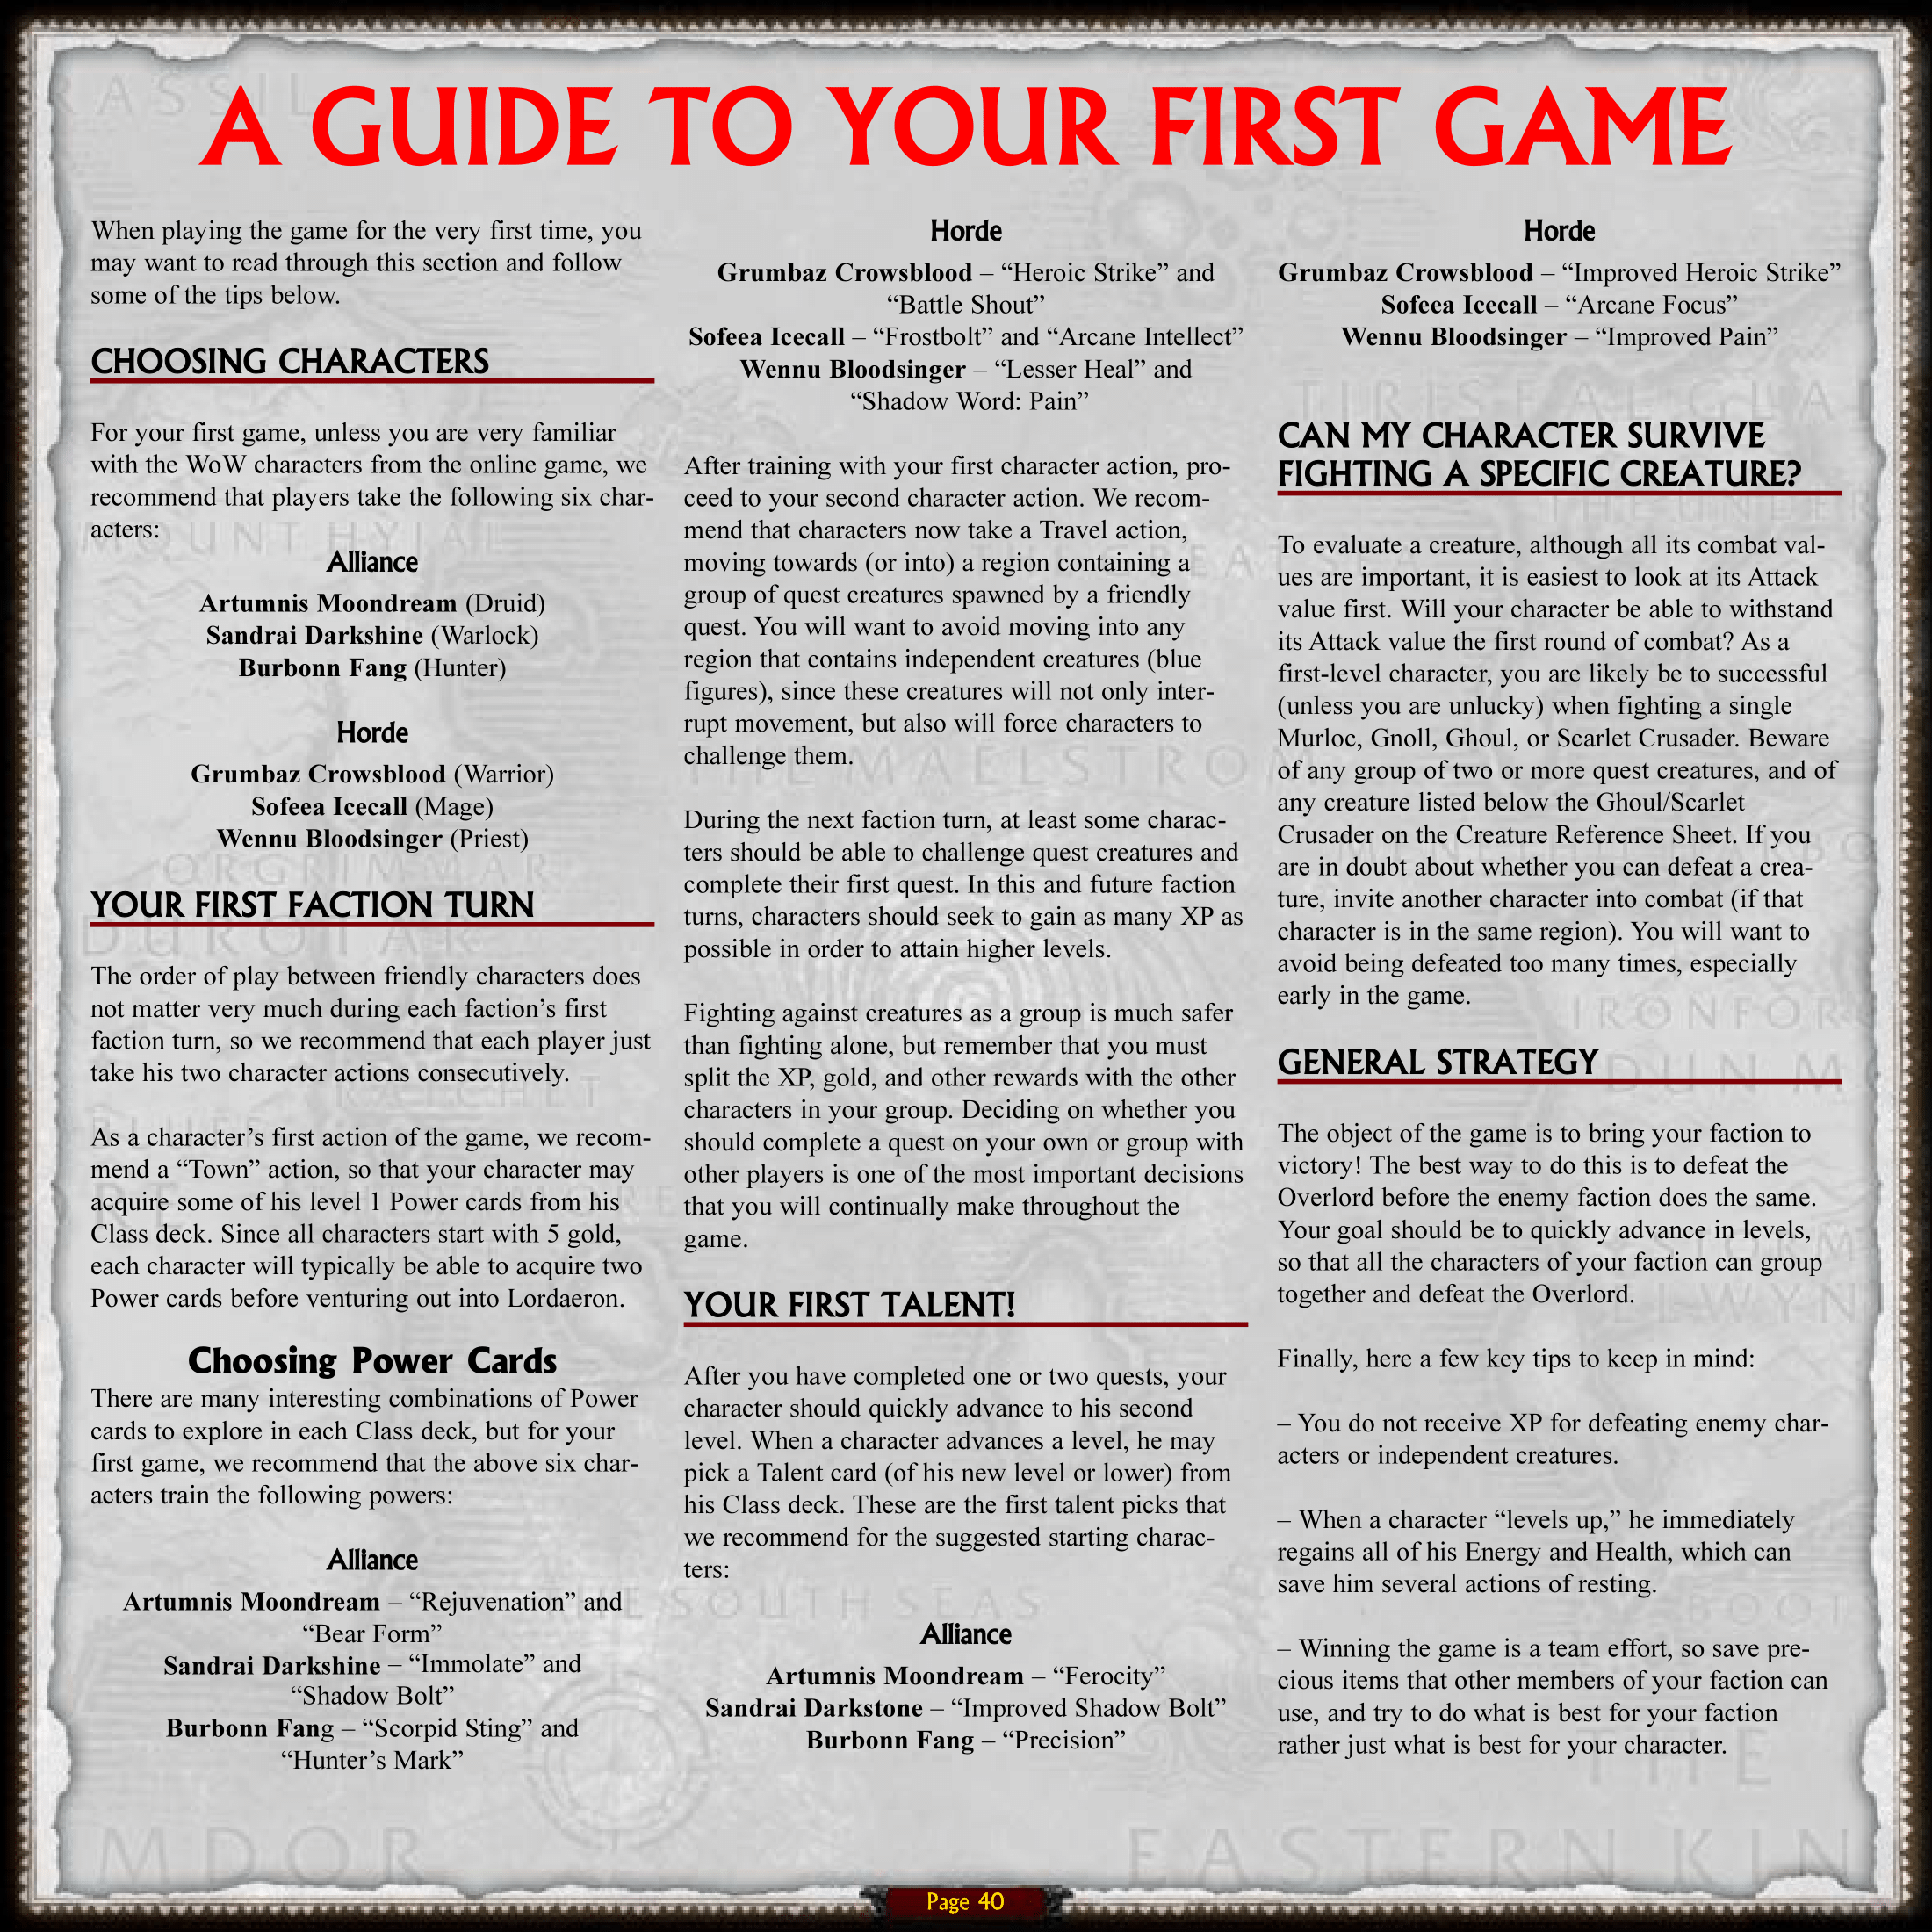 A GUIDE TO YOUR FIRST GAME
When playing the game for the very first time, you
may want to read through this section and follow
some of the tips below.
CHOOSING CHARACTERS
For your first game, unless you are very familiar
with the WoW characters from the online game, we
recommend that players take the following six char-
acters:
Alliance
Artumnis Moondream (Druid)
Sandrai Darkshine (Warlock)
Burbonn Fang (Hunter)
Horde
Grumbaz Crowsblood (Warrior)
Sofeea Icecall (Mage)
Wennu Bloodsinger (Priest)
YOUR FIRST FACTION TURN
The order of play between friendly characters does
not matter very much during each faction's first
faction turn, so we recommend that each player just
take his two character actions consecutively.
As a character's first action of the game, we recom-
mend a “Town” action, so that your character may
acquire some of his level 1 Power cards from his
Class deck. Since all characters start with 5 gold,
each character will typically be able to acquire two
Power cards before venturing out into Lordaeron.
Choosing Power Cards
There are many interesting combinations of Power
cards to explore in each Class deck, but for your
first game, we recommend that the above six char-
acters train the following powers:
Alliance
Artumnis Moondream – “Rejuvenation” and
“Bear Form”
Sandrai Darkshine – “Immolate” and
“Shadow Bolt”
Burbonn Fang – “Scorpid Sting” and
“Hunter's Mark”
Horde
Grumbaz Crowsblood – “Heroic Strike” and
“Battle Shout”
Sofeea Icecall – “Frostbolt” and “Arcane Intellect”
Wennu Bloodsinger – “Lesser Heal” and
“Shadow Word: Pain”
After training with your first character action, pro-
ceed to your second character action. We recom-
mend that characters now take a Travel action,
moving towards (or into) a region containing a
group of quest creatures spawned by a friendly
quest. You will want to avoid moving into any
region that contains independent creatures (blue
figures), since these creatures will not only inter-
rupt movement, but also will force characters to
challenge them.
During the next faction turn, at least some charac-
ters should be able to challenge quest creatures and
complete their first quest. In this and future faction
turns, characters should seek to gain as many XP as
possible in order to attain higher levels.
Fighting against creatures as a group is much safer
than fighting alone, but remember that you must
split the XP, gold, and other rewards with the other
characters in your group. Deciding on whether you
should complete a quest on your own or group with
other players is one of the most important decisions
that you will continually make throughout the
game.
YOUR FIRST TALENT!
After you have completed one or two quests, your
character should quickly advance to his second
level. When a character advances a level, he may
pick a Talent card (of his new level or lower) from
his Class deck. These are the first talent picks that
we recommend for the suggested starting charac-
ters:
Alliance
Artumnis Moondream – “Ferocity”
Sandrai Darkstone – “Improved Shadow Bolt”
Burbonn Fang – “Precision”
Horde
Grumbaz Crowsblood – “Improved Heroic Strike”
Sofeea Icecall – “Arcane Focus”
Wennu Bloodsinger – “Improved Pain”
CAN MY CHARACTER SURVIVE
FIGHTING A SPECIFIC CREATURE?
To evaluate a creature, although all its combat val-
ues are important, it is easiest to look at its Attack
value first. Will your character be able to withstand
its Attack value the first round of combat? As a
first-level character, you are likely be to successful
(unless you are unlucky) when fighting a single
Murloc, Gnoll, Ghoul, or Scarlet Crusader. Beware
of any group of two or more quest creatures, and of
any creature listed below the Ghoul/Scarlet
Crusader on the Creature Reference Sheet. If you
are in doubt about whether you can defeat a crea-
ture, invite another character into combat (if that
character is in the same region). You will want to
avoid being defeated too many times, especially
early in the game.
GENERAL STRATEGY
The object of the game is to bring your faction to
victory! The best way to do this is to defeat the
Overlord before the enemy faction does the same.
Your goal should be to quickly advance in levels,
so that all the characters of your faction can group
together and defeat the Overlord.
Finally, here a few key tips to keep in mind:
– You do not receive XP for defeating enemy char-
acters or independent creatures.
– When a character “levels up,” he immediately
regains all of his Energy and Health, which can
save him several actions of resting.
– Winning the game is a team effort, so save pre-
cious items that other members of your faction can
use, and try to do what is best for your faction
rather just what is best for your character.
Page 40